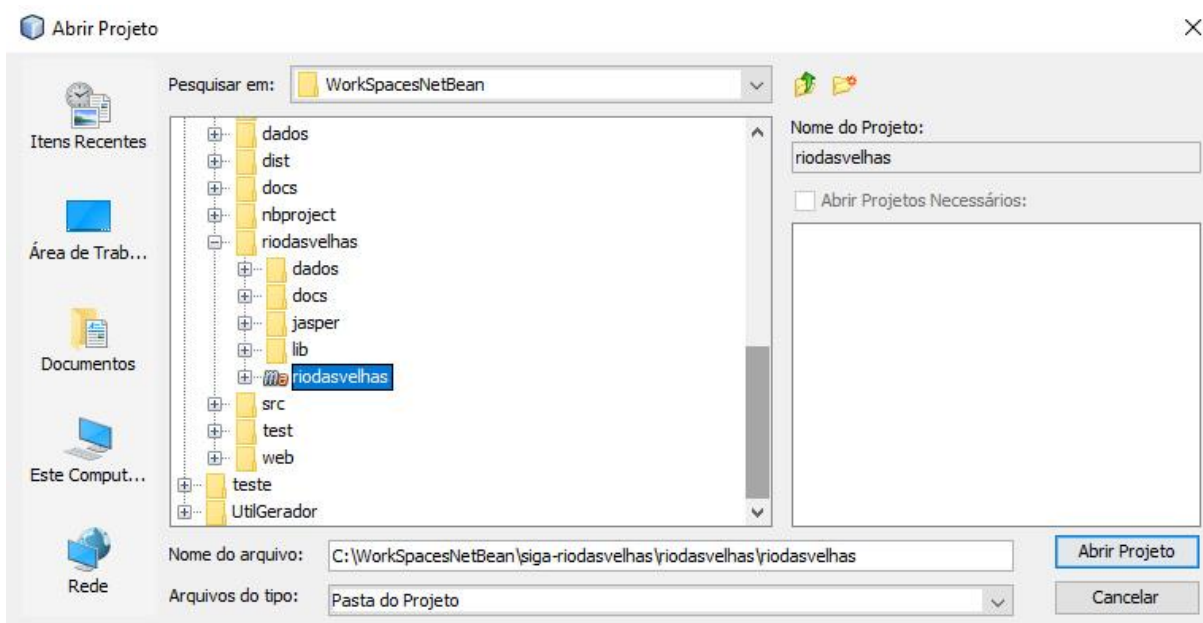 Abrir Projeto
Pesquisar em:
WorkSpacesNetBean
Itens Recentes
Área de Trab...
Documentos
Este Comput...
Rede
dados
dist
docs
nbproject
riodasvelhas
dados
docs
jasper
lib
riodasvelhas
src
test
web
teste
UtilGerador
Nome do Projeto:
riodasvelhas
Abrir Projetos Necessários:
Nome do arquivo:
C:\WorkSpacesNetBean\siga-riodasvelhas\riodasvelhas\riodasvelhas
Abrir Projeto
Arquivos do tipo:
Pasta do Projeto
Cancelar